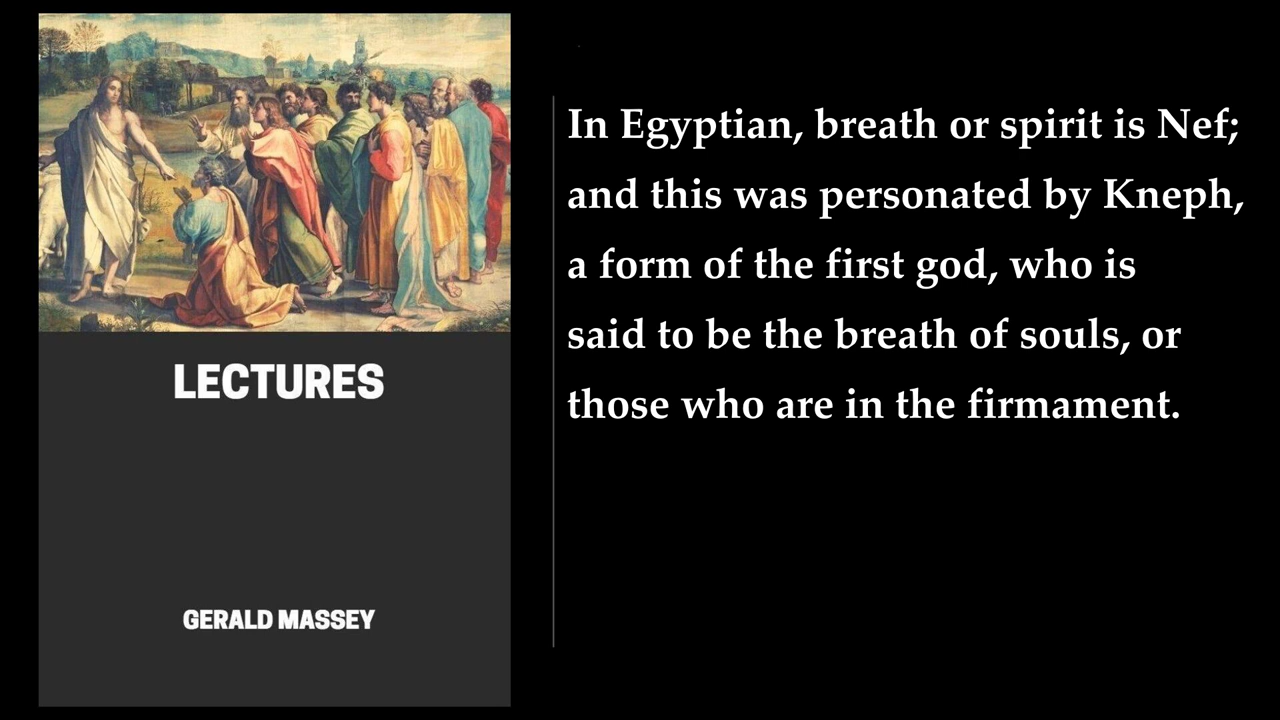 LECTURES
GERALD MASSEY
In Egyptian, breath or spirit is Nef;
and this was personated by Kneph,
a form of the first god, who is
said to be the breath of souls, or
those who are in the firmament.